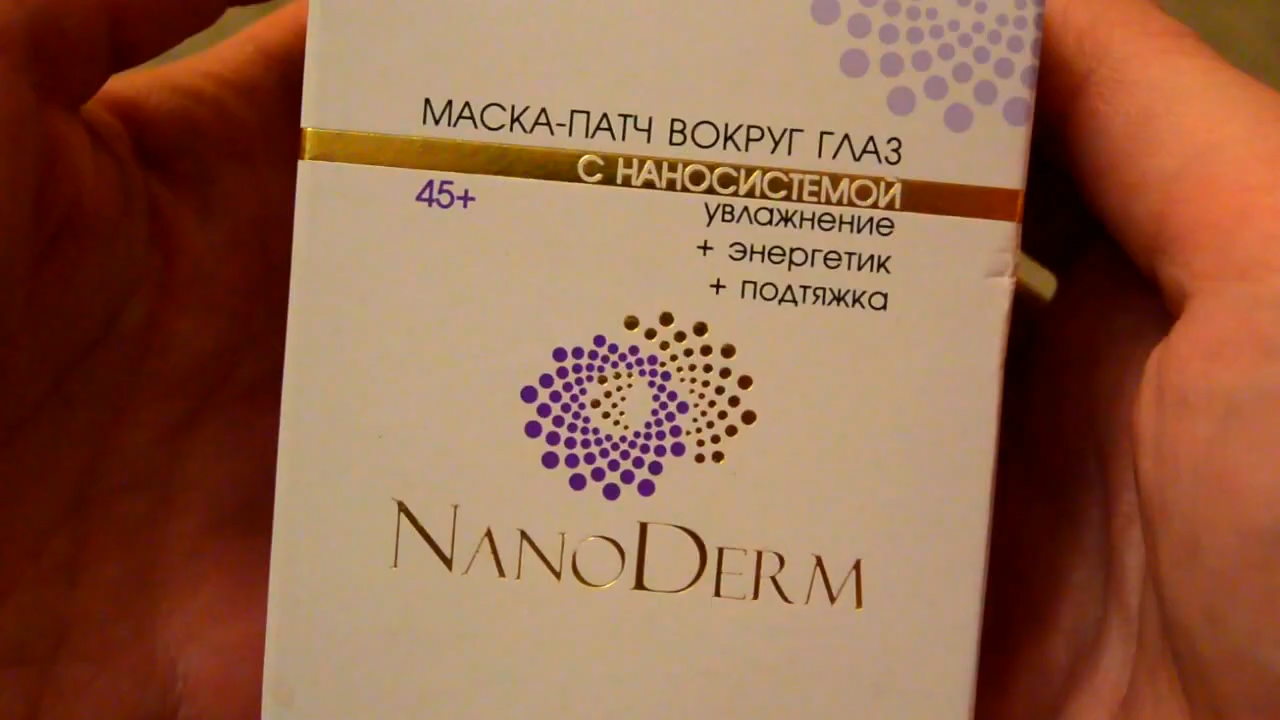 МАСКА-ПАТЧ ВОКРУГ ГЛАЗ
С НАНОСИСТЕМОЙ
45+
увлажнение
+ энергетик
+ подтяжка
NANODERM